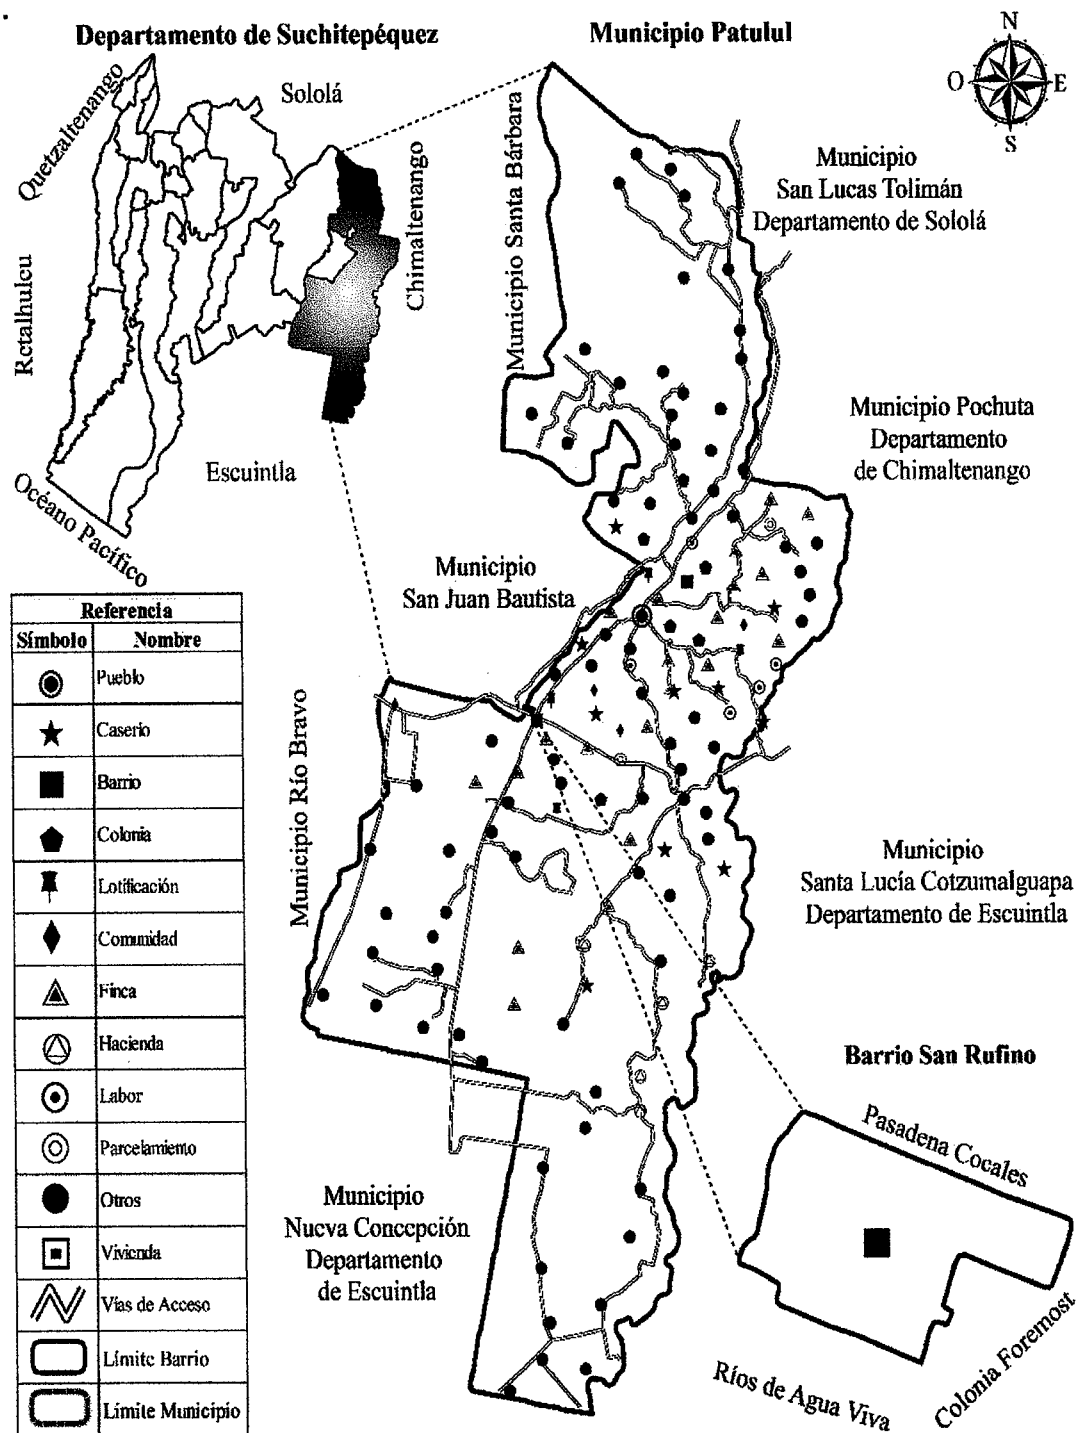 Departamento de Suchitepéquez
Municipio Patulul
N
O
E
S
Quetzaltenango
Sololá
Chimaltenango
Retalhulcu
Escuintla
Océano Pacífico
Municipio Santa Bárbara
Municipio
San Lucas Tolimán
Departamento de Sololá
Municipio Pochuta
Departamento
de Chimaltenango
Municipio
San Juan Bautista
Municipio Río Bravo
Municipio
Santa Lucía Cotzumalguapa
Departamento de Escuintla
Municipio
Nueva Concepción
Departamento
de Escuintla
Barrio San Rufino
Pasadena Cocales
Colonia Foremost
Ríos de Agua Viva
Referencia
Símbolo Nombre
Pueblo
Caserio
Barrio
Colonia
Lotificación
Comunidad
Finca
Hacienda
Labor
Parcelamiento
Otros
Vivienda
Vías de Acceso
Límite Barrio
Límite Municipio